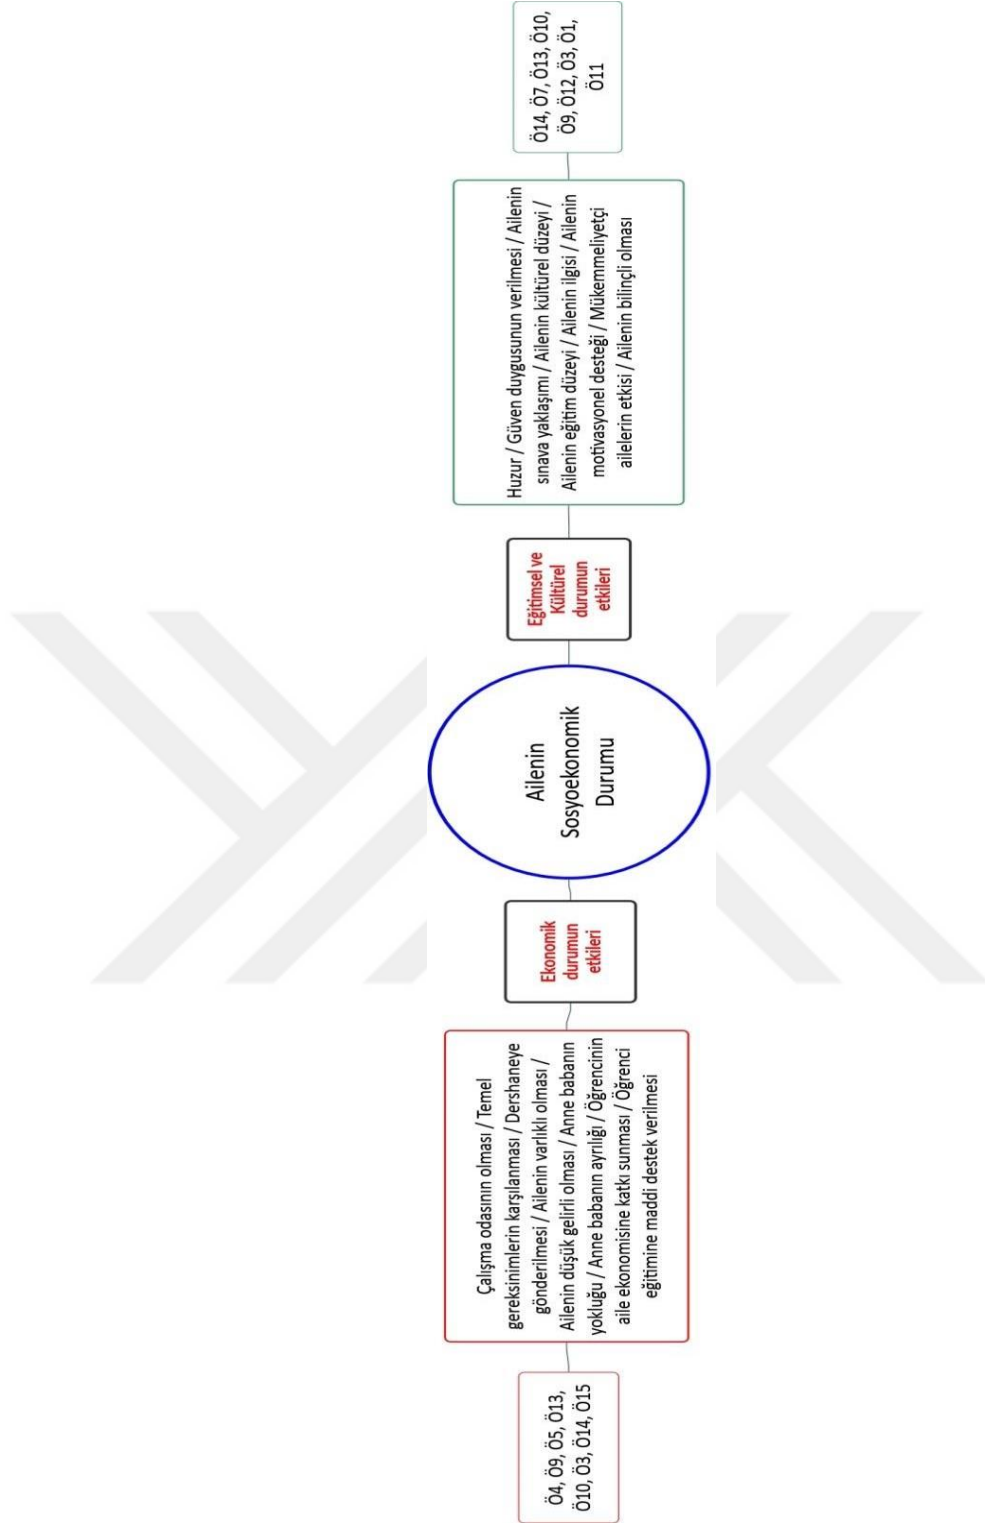 Ö4, Ö9, Ö5, Ö13,
Ö10, Ö3, Ö14, Ö15
Çalışma odasının olması / Temel
gereksinimlerin karşılanması / Dershaneye
gönderilmesi / Ailenin varlıklı olması /
Ailenin düşük gelirli olması / Anne babanın
yokluğu / Anne babanın ayrılığı / Öğrencinin
aile ekonomisine katkı sunması / Öğrenci
eğitimine maddi destek verilmesi
Ekonomik
durumun
etkileri
Ailenin
Sosyoekonomik
Durumu
Eğitimsel ve
Kültürel
durumun
etkileri
Huzur / Güven duygusunun verilmesi / Ailenin
sınava yaklaşımı / Ailenin kültürel düzeyi /
Ailenin eğitim düzeyi / Ailenin ilgisi / Ailenin
motivasyonel desteği / Mükemmeliyetçi
ailelerin etkisi / Ailenin bilinçli olması
Ö14, Ö7, Ö13, Ö10,
Ö9, Ö12, Ö3, Ö1,
Ö11